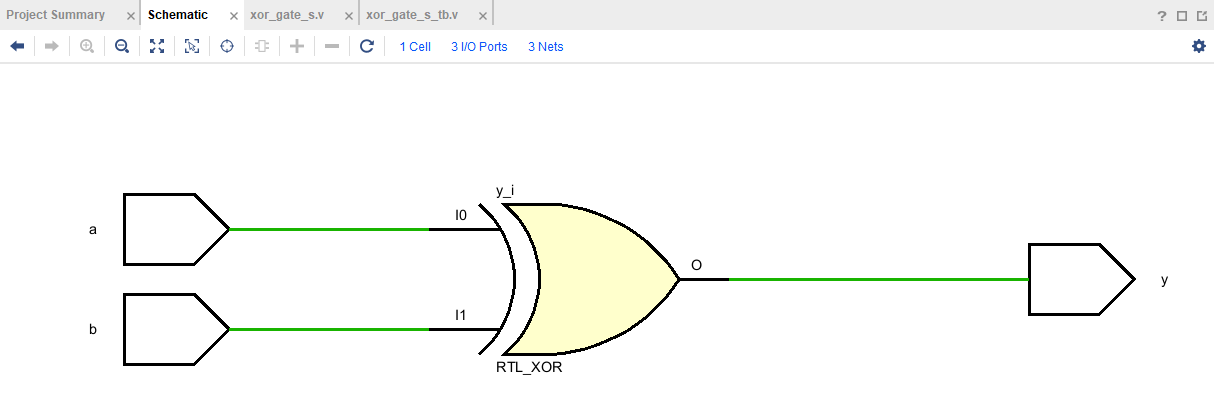 Project Summary × Schematic × xor_gate_s.v × xor_gate_s_tb.v × ?
1 Cell 3 I/O Ports 3 Nets
y_i
a I0
O y
b I1
RTL_XOR